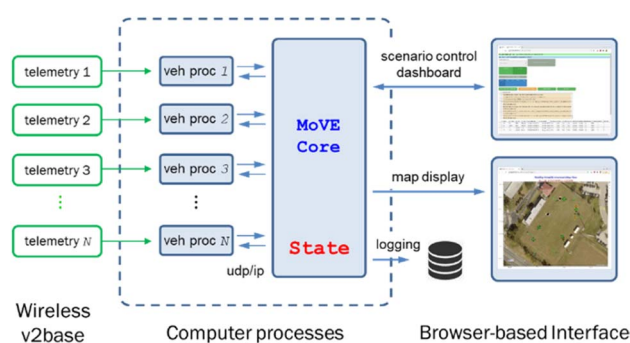 telemetry 1
telemetry 2
telemetry 3
telemetry N
veh proc 1
veh proc 2
veh proc 3
veh proc N
udp/ip
MoVE
Core
State
scenario control
dashboard
map display
logging
Wireless
v2base
Computer processes
Browser-based Interface